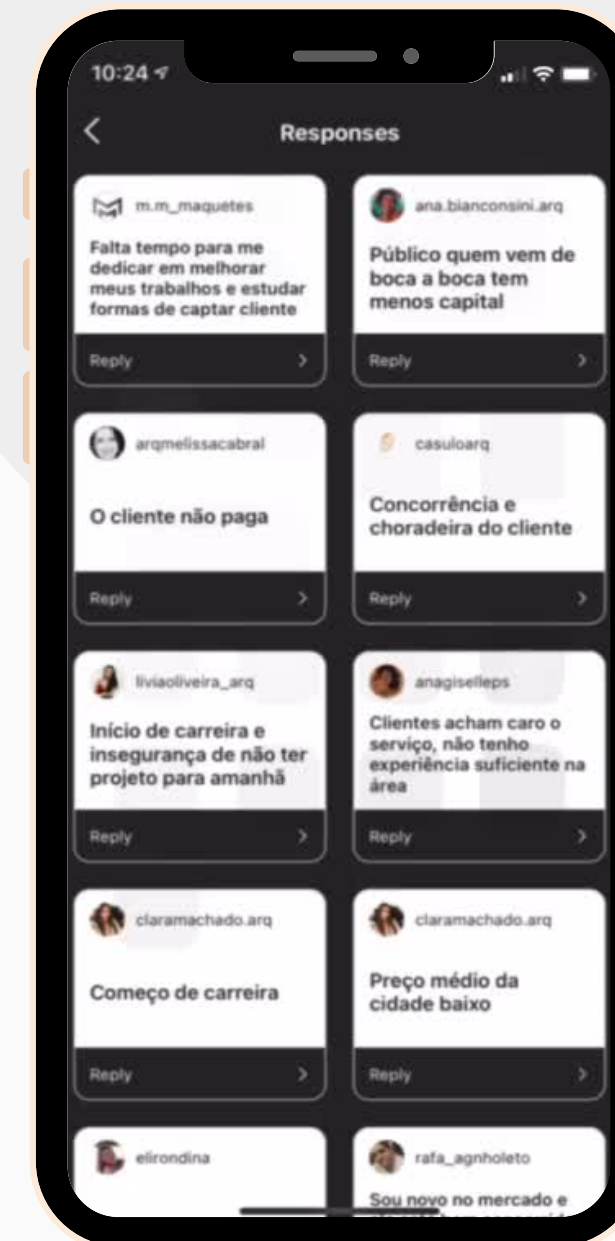 10:24
Responses
m.m_maquetes
Falta tempo para me
dedicar em melhorar
meus trabalhos e estudar
formas de captar cliente
Reply
ana.bianconsini.arq
Público quem vem de
boca a boca tem
menos capital
Reply
arqmelissacabral
O cliente não paga
Reply
casuloarq
Concorrência e
choradeira do cliente
Reply
liviaoliveira_arq
Início de carreira e
insegurança de não ter
projeto para amanhã
Reply
anagiselleps
Clientes acham caro o
serviço, não tenho
experiência suficiente na
área
Reply
claramachado.arq
Começo de carreira
Reply
claramachado.arq
Preço médio da
cidade baixo
Reply
elirondina
rafa_agnholeto
Sou novo no mercado e